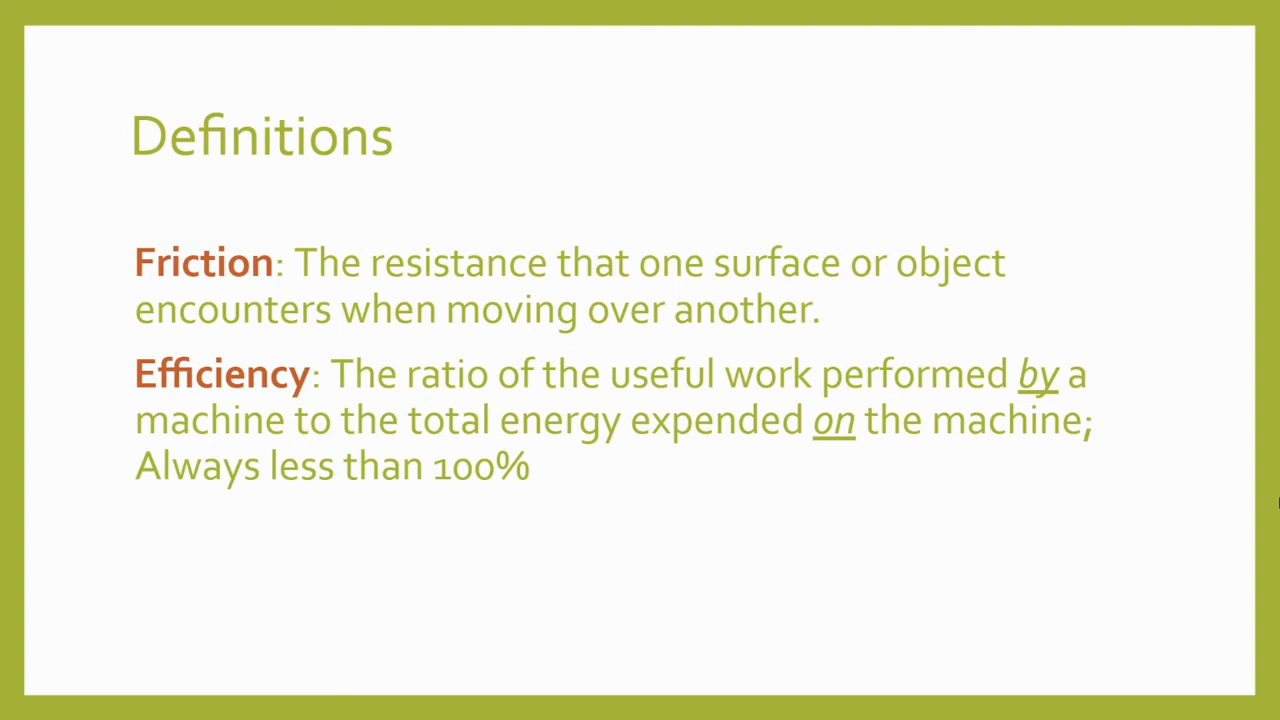 Definitions
Friction: The resistance that one surface or object
encounters when moving over another.
Efficiency: The ratio of the useful work performed by a
machine to the total energy expended on the machine;
Always less than 100%